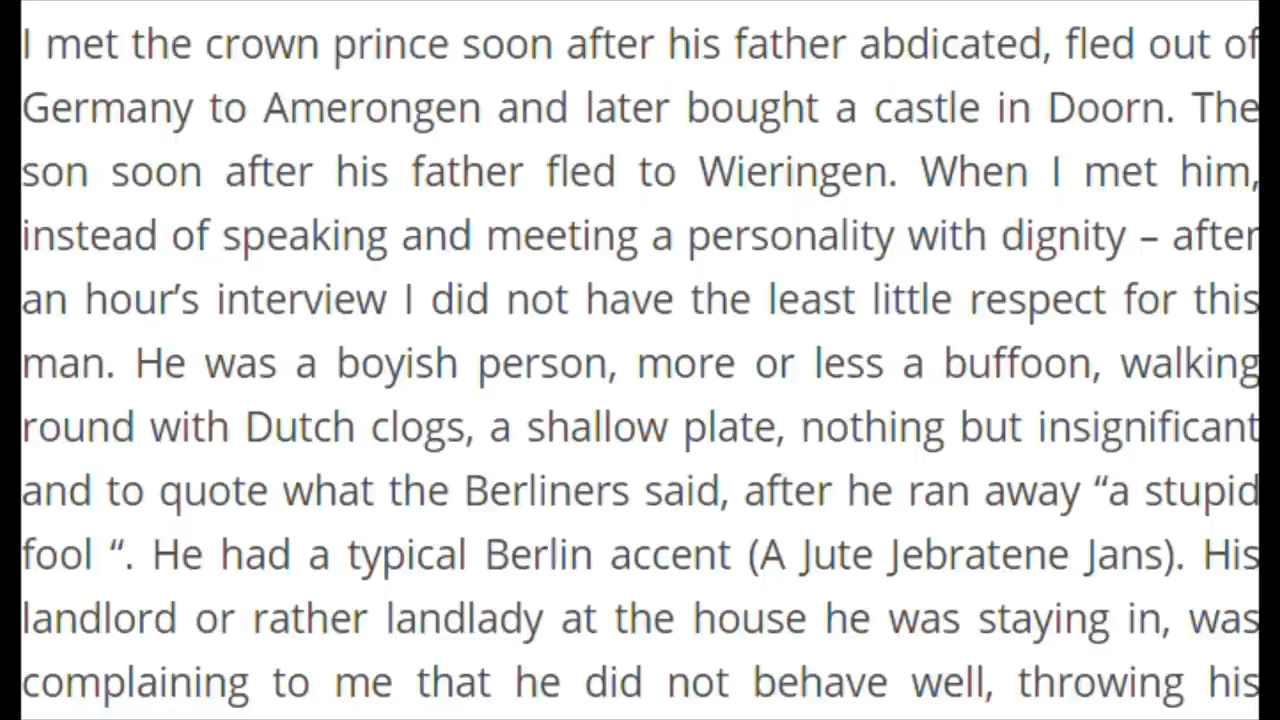 I met the crown prince soon after his father abdicated, fled out of
Germany to Amerongen and later bought a castle in Doorn. The
son soon after his father fled to Wieringen. When I met him,
instead of speaking and meeting a personality with dignity – after
an hour’s interview I did not have the least little respect for this
man. He was a boyish person, more or less a buffoon, walking
round with Dutch clogs, a shallow plate, nothing but insignificant
and to quote what the Berliners said, after he ran away “a stupid
fool “. He had a typical Berlin accent (A Jute Jebratene Jans). His
landlord or rather landlady at the house he was staying in, was
complaining to me that he did not behave well, throwing his